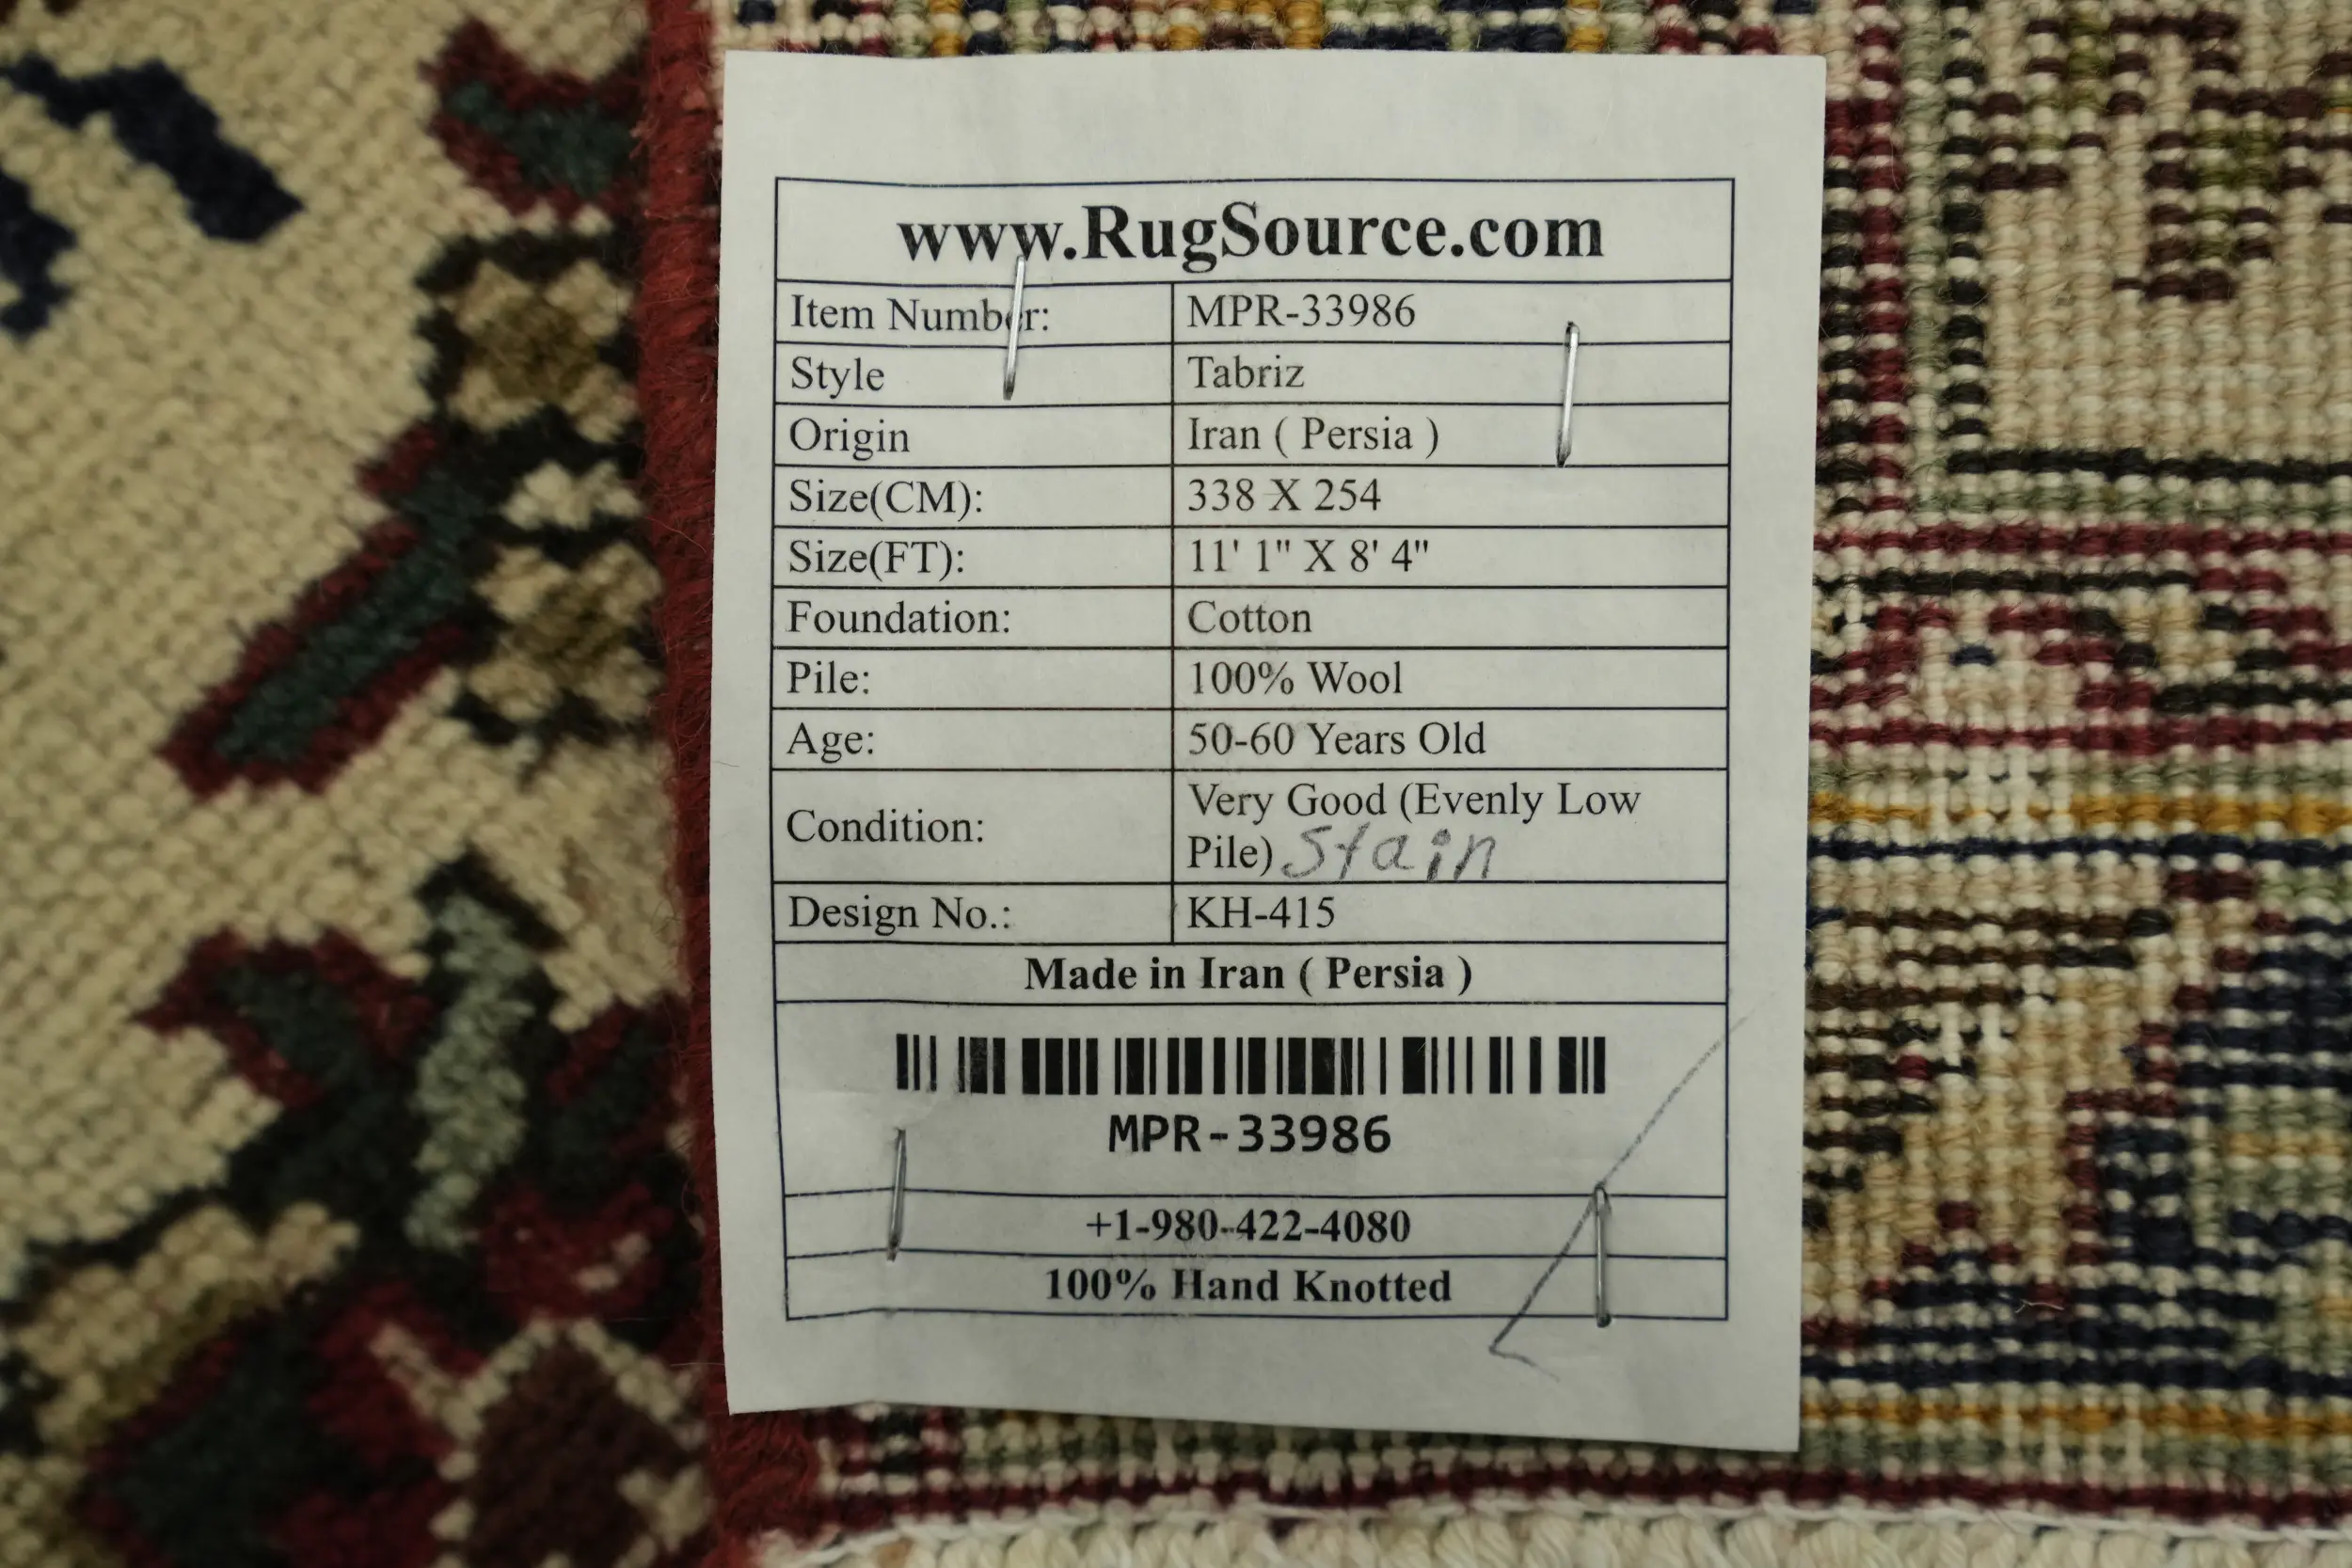 www.RugSource.com
Item Number: MPR-33986
Style Tabriz
Origin Iran ( Persia )
Size(CM): 338 X 254
Size(FT): 11' 1" X 8' 4"
Foundation: Cotton
Pile: 100% Wool
Age: 50-60 Years Old
Condition: Very Good (Evenly Low
Pile) Stain
Design No.: KH-415
Made in Iran ( Persia )
MPR-33986
+1-980-422-4080
100% Hand Knotted